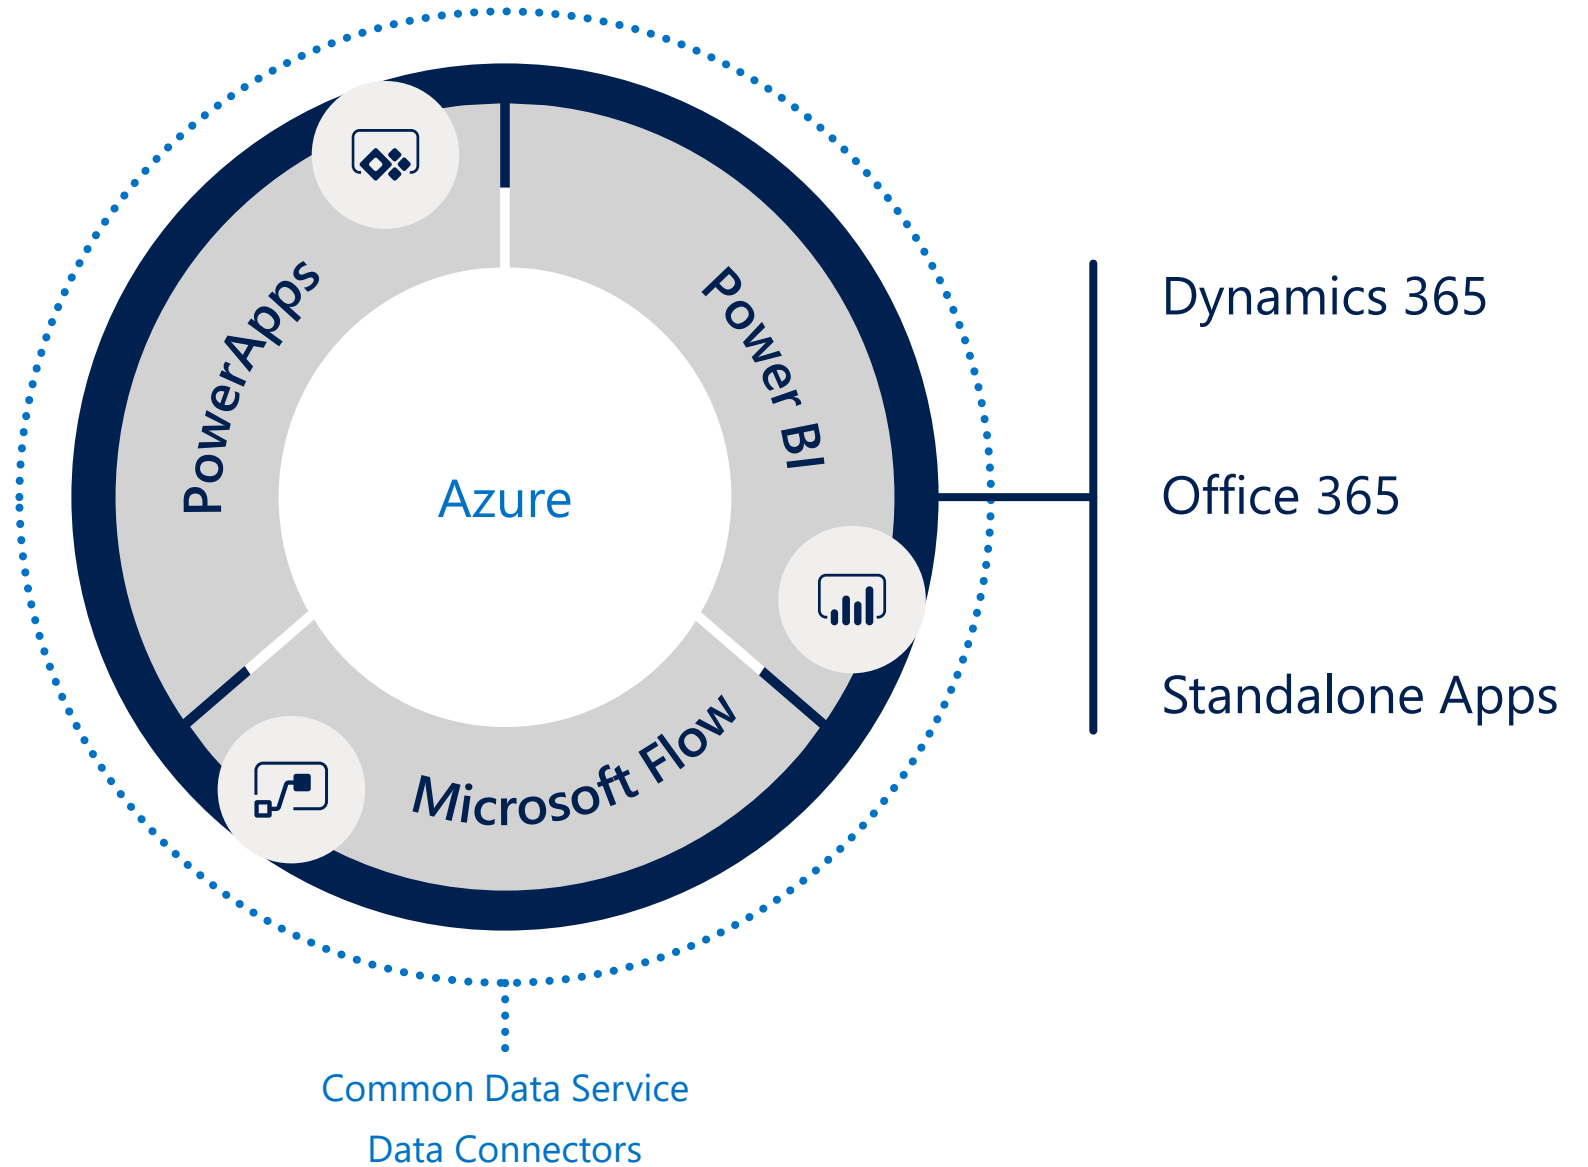 PowerApps
Power BI
Microsoft Flow
Azure
Dynamics 365
Office 365
Standalone Apps
Common Data Service
Data Connectors